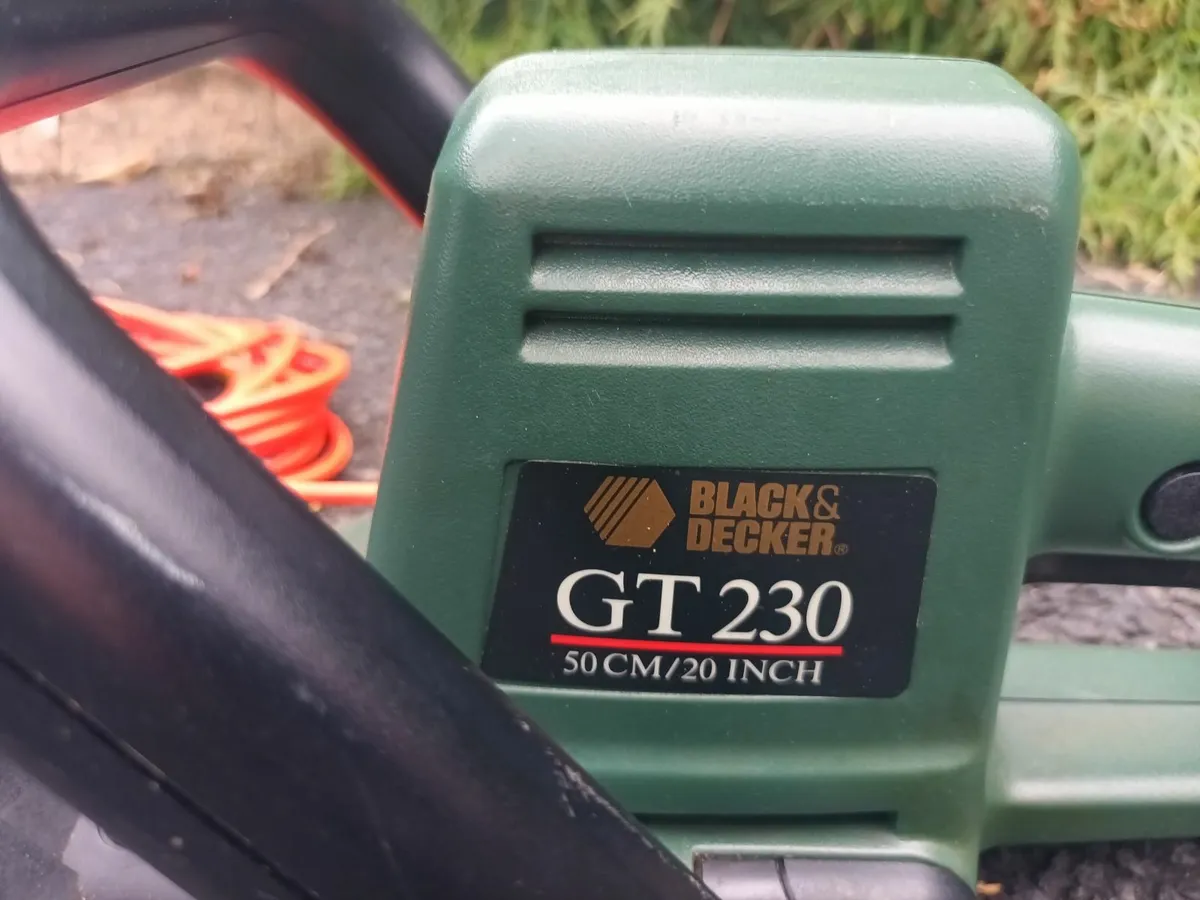 BLACK&
DECKER®
GT 230
50 CM/20 INCH